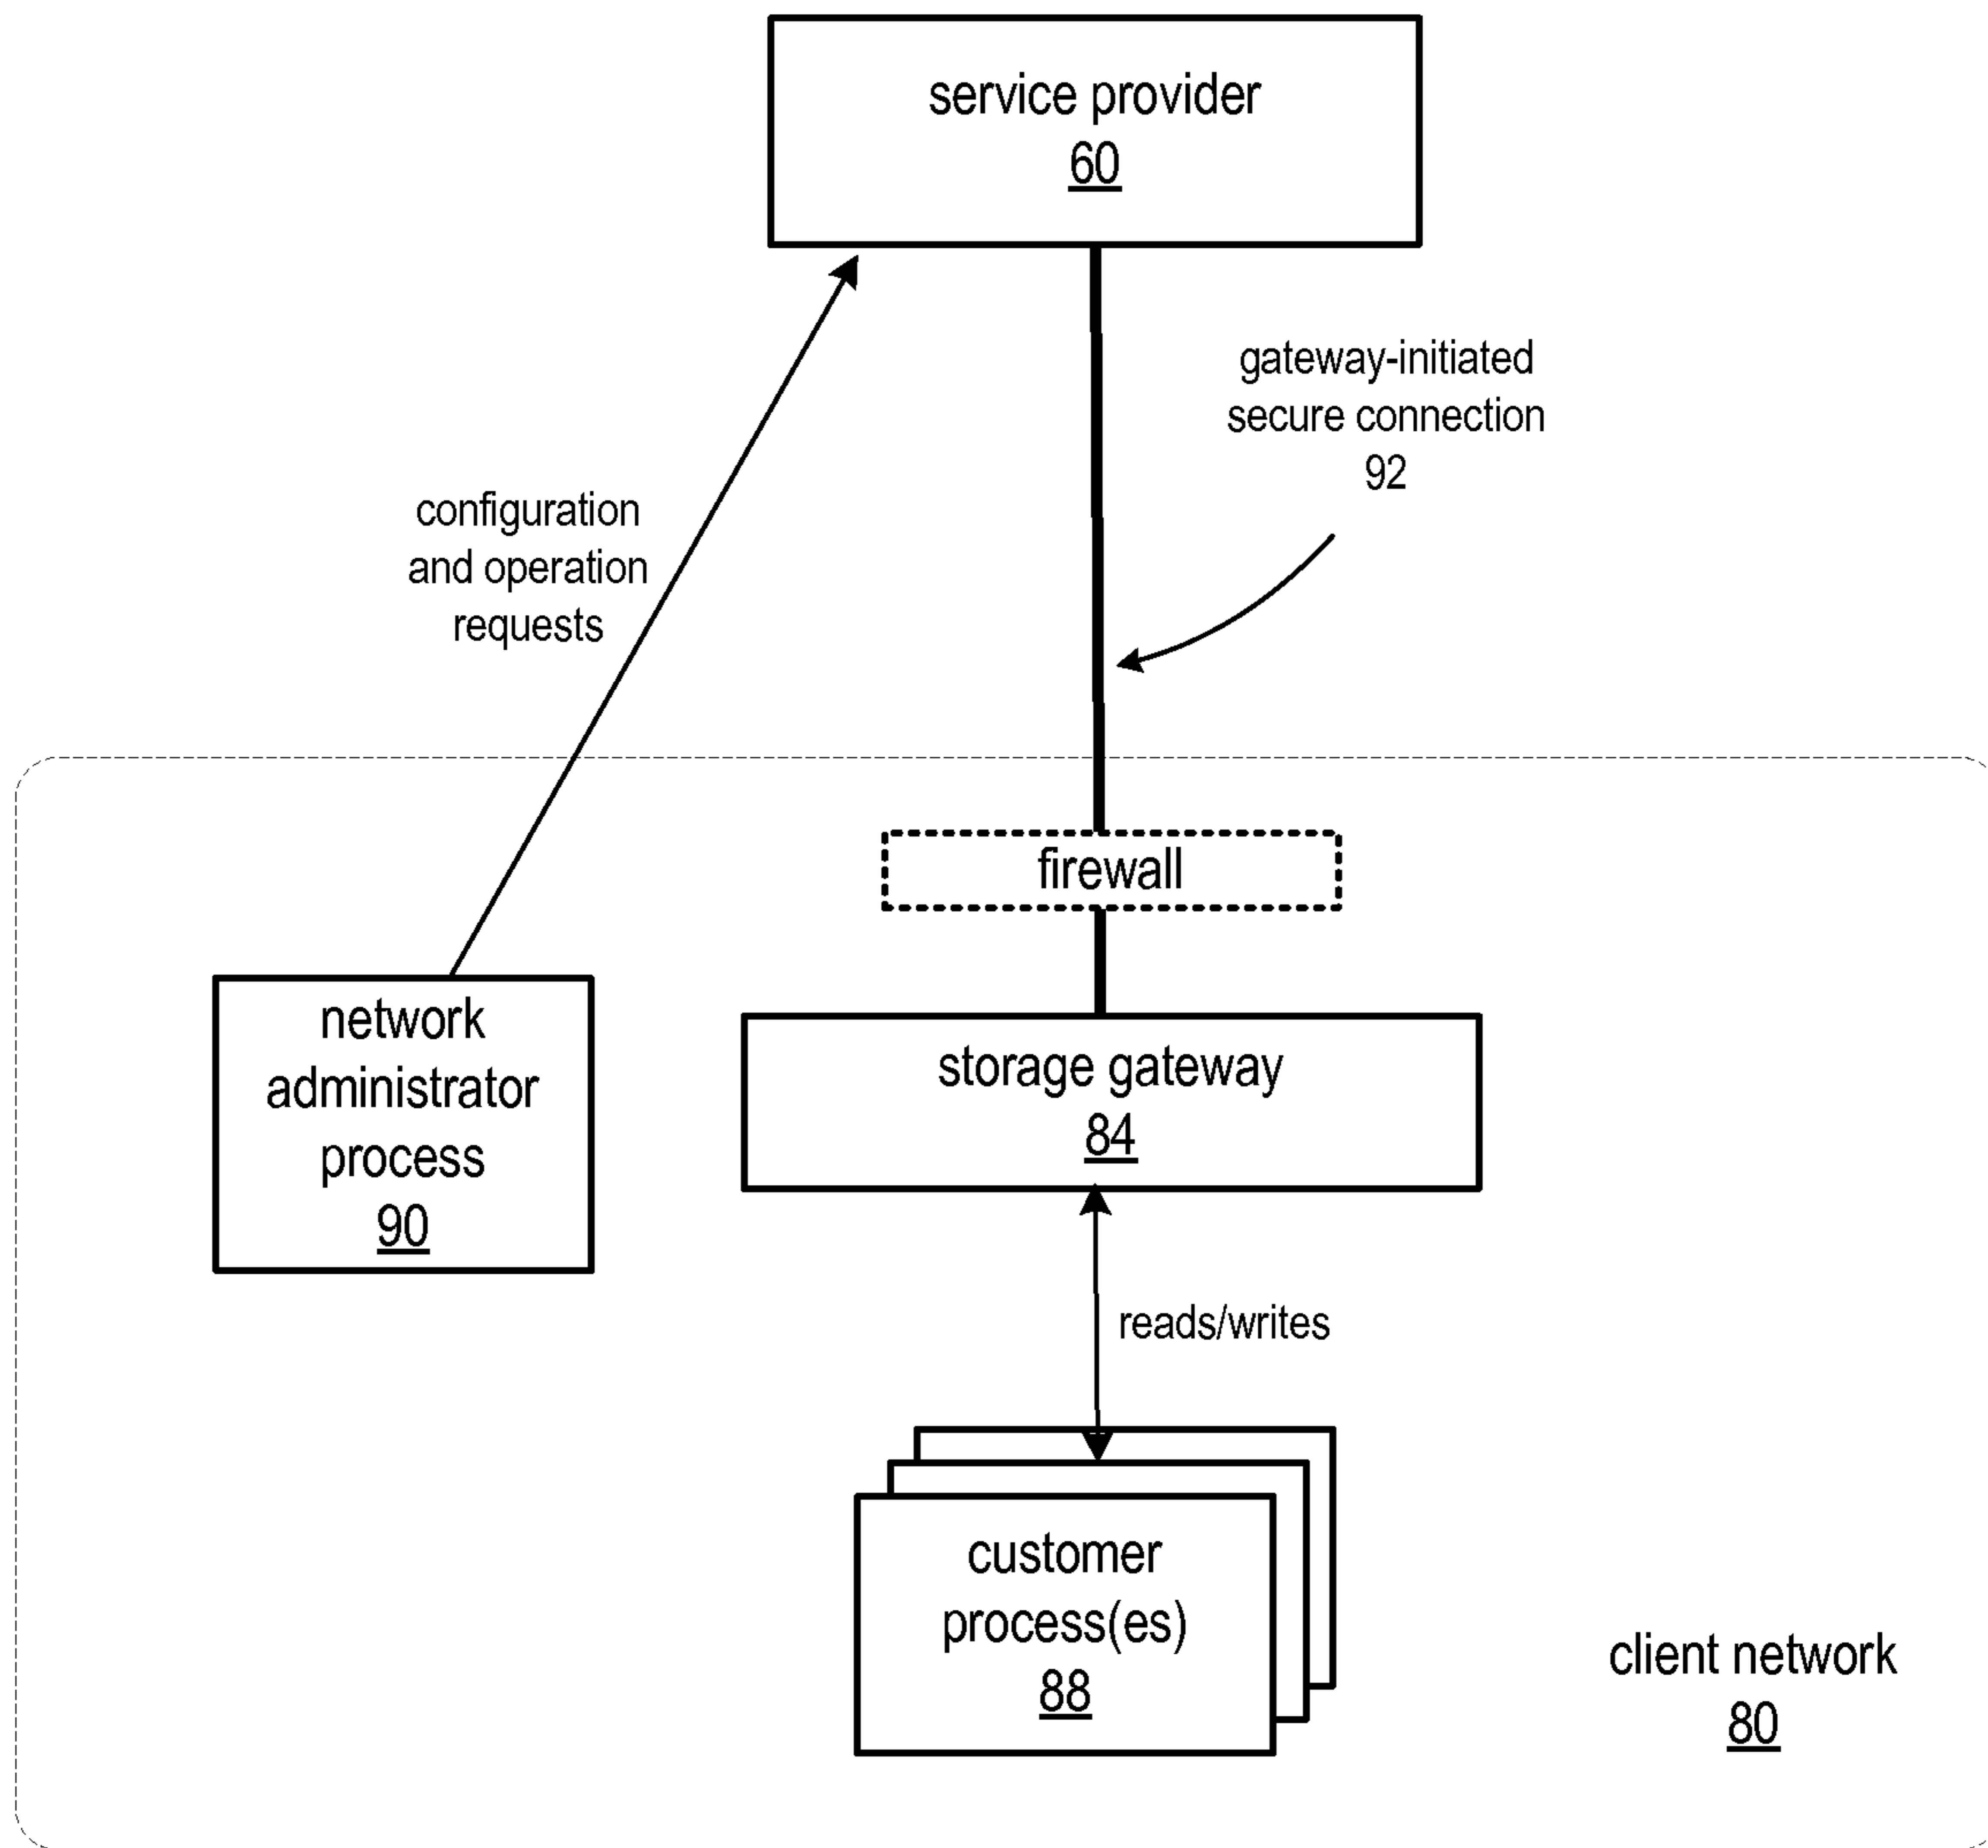 service provider
60
gateway-initiated
secure connection
92
configuration
and operation
requests
firewall
network
administrator
process
90
storage gateway
84
reads/writes
customer
process(es)
88
client network
80